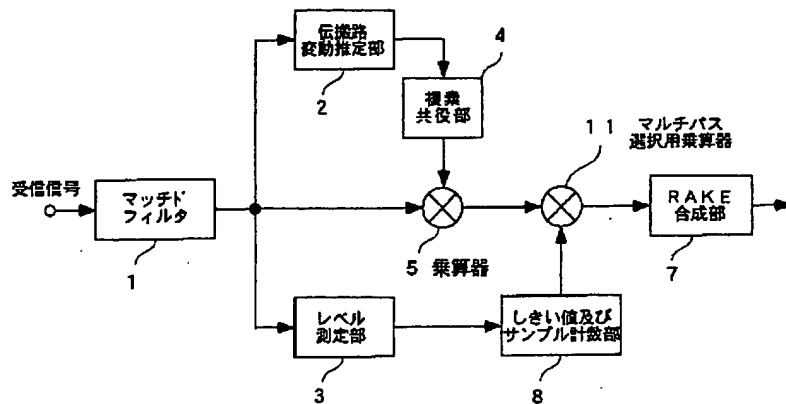 伝搬路
変動推定部
2
4
複素
共役部
11
マルチパス
選択用乗算器
受信信号
マッチド
フィルタ
1
5 乗算器
RAKE
合成部
7
レベル
測定部
3
しきい値及び
サンプル計数部
8